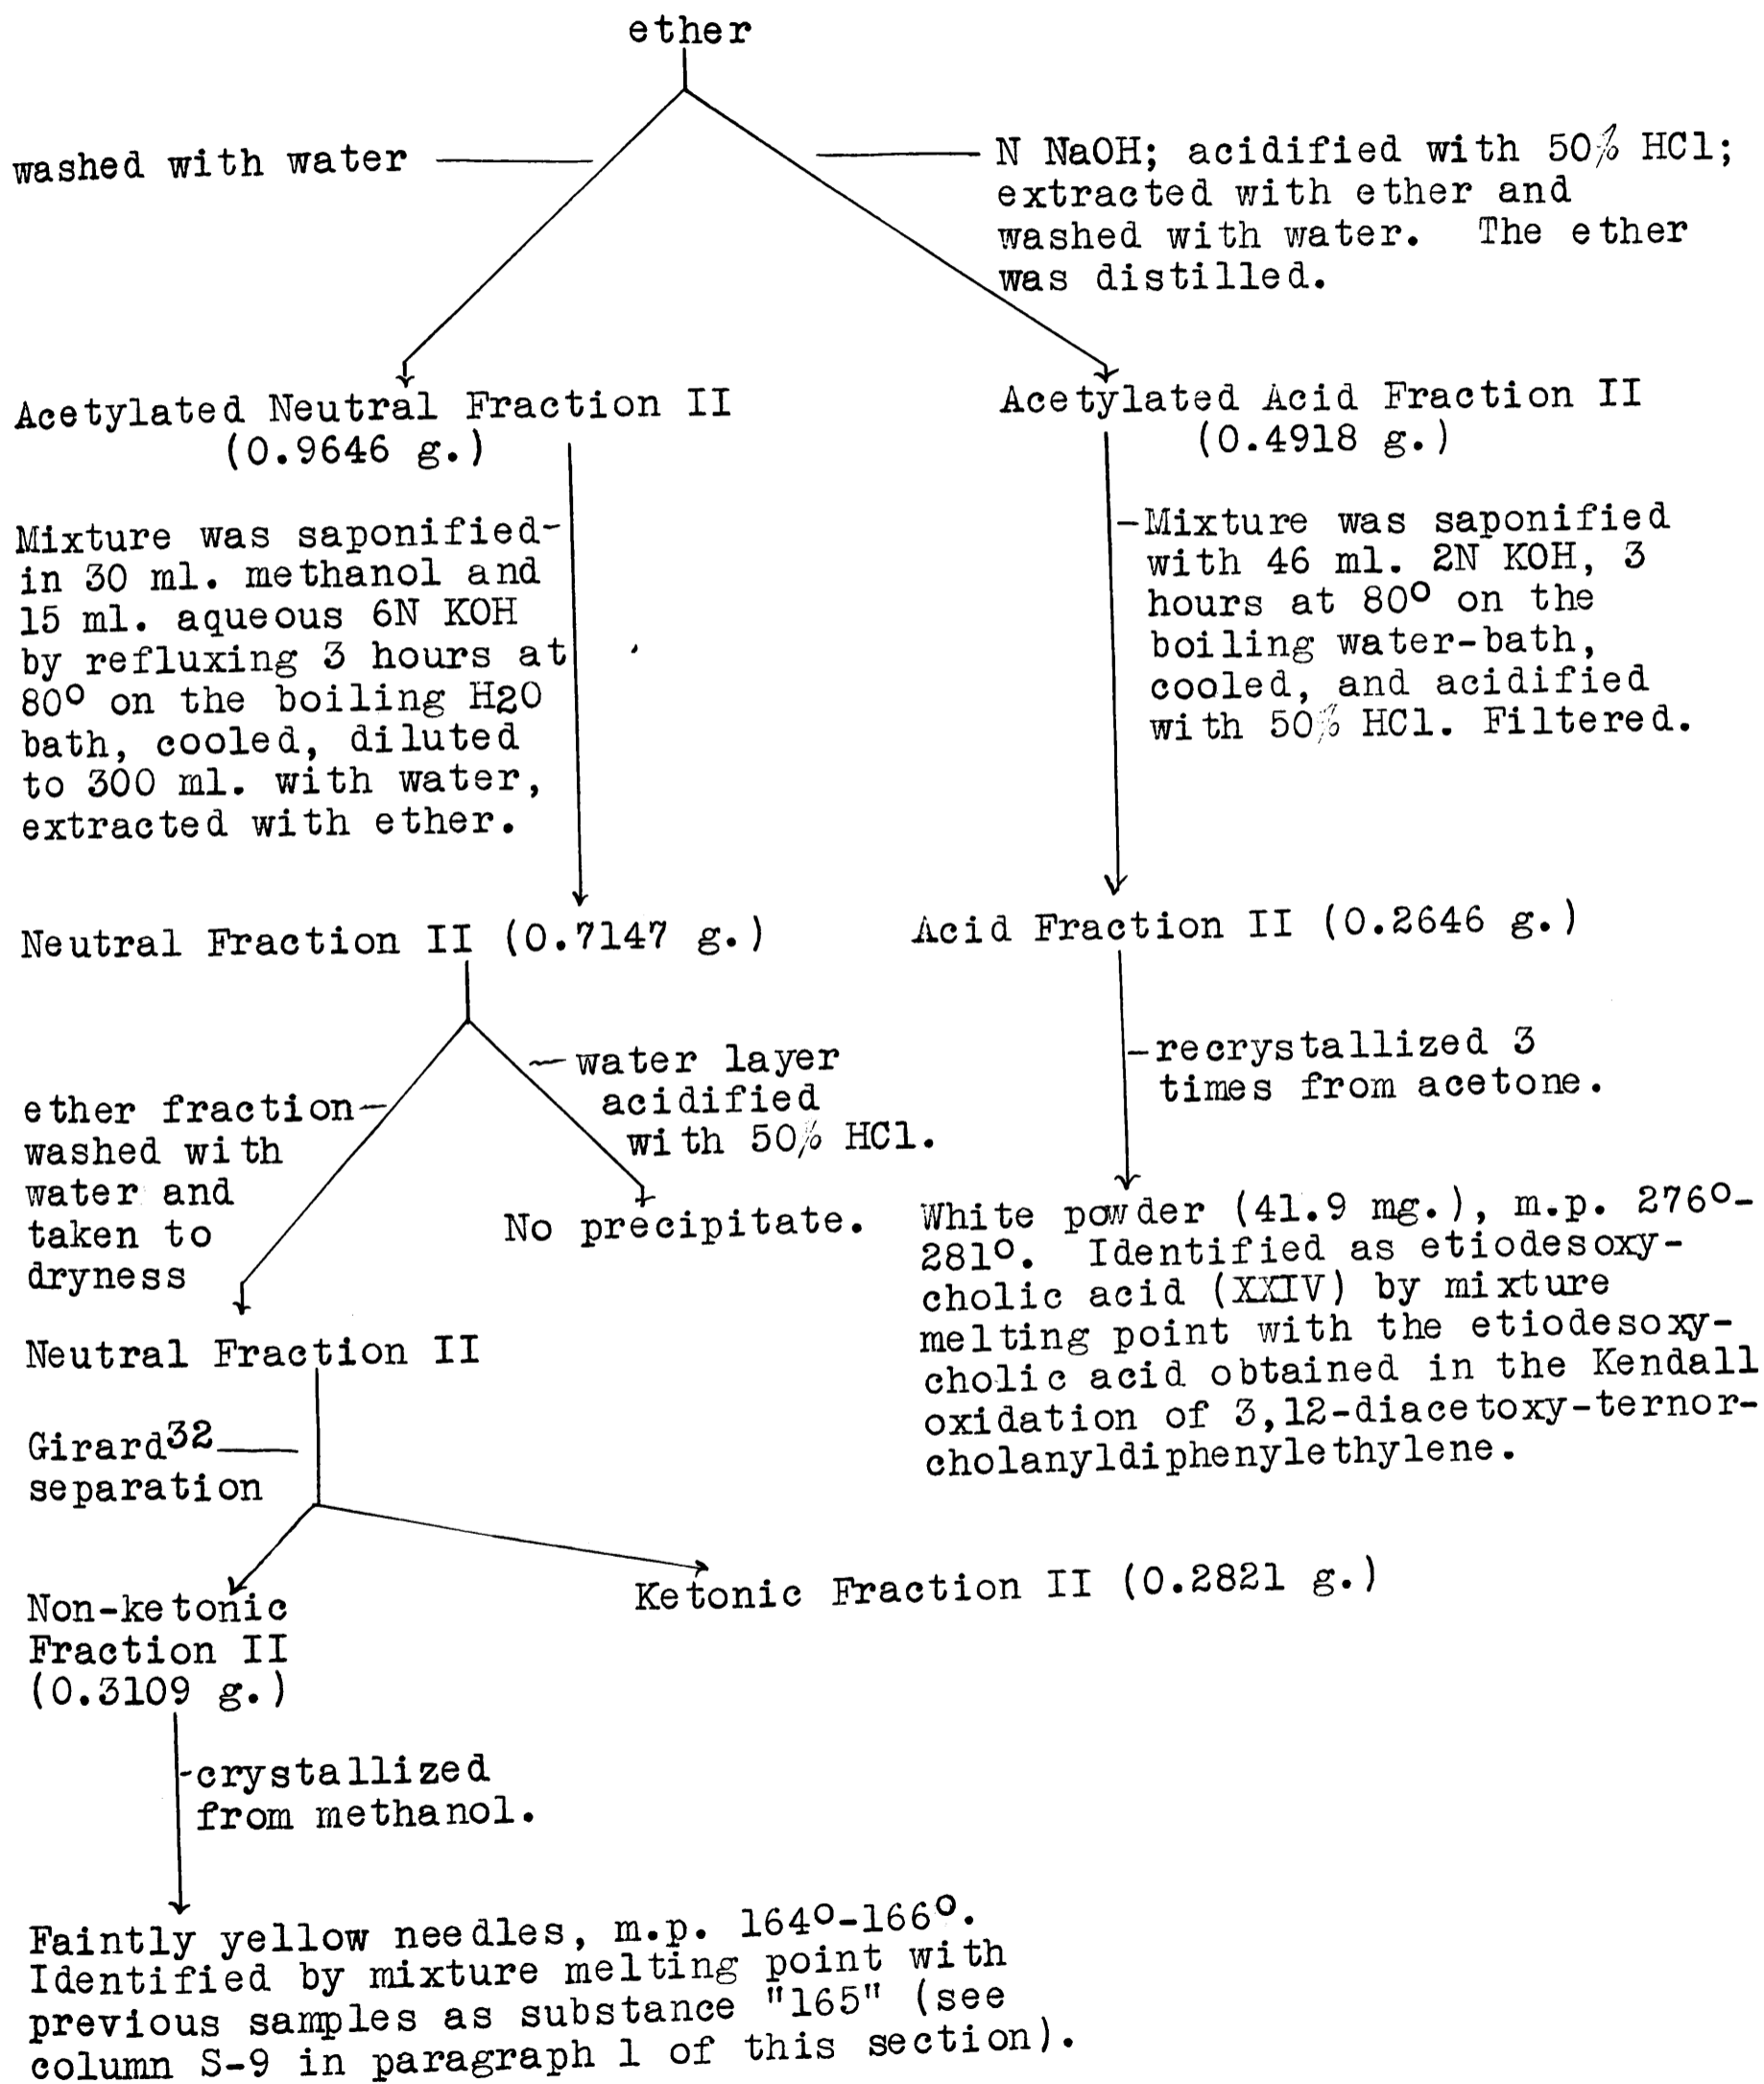 ether
washed with water
N NaOH; acidified with 50% HCl;
extracted with ether and
washed with water. The ether
was distilled.
Acetylated Neutral Fraction II
(0.9646 g.)
Acetylated Acid Fraction II
(0.4918 g.)
Mixture was saponified-
in 30 ml. methanol and
15 ml. aqueous 6N KOH
by refluxing 3 hours at
80° on the boiling H2O
bath, cooled, diluted
to 300 ml. with water,
extracted with ether.
-Mixture was saponified
with 46 ml. 2N KOH, 3
hours at 80° on the
boiling water-bath,
cooled, and acidified
with 50% HCl. Filtered.
Neutral Fraction II (0.7147 g.)
Acid Fraction II (0.2646 g.)
ether fraction-
washed with
water and
taken to
dryness
water layer
acidified
with 50% HCl.
No precipitate.
-recrystallized 3
times from acetone.
White powder (41.9 mg.), m.p. 276°-
281°. Identified as etiodesoxy-
cholic acid (XXIV) by mixture
melting point with the etiodesoxy-
cholic acid obtained in the Kendall
oxidation of 3,12-diacetoxy-ternor-
cholanyldiphenylethylene.
Neutral Fraction II
Girard32
separation
Non-ketonic
Fraction II
(0.3109 g.)
Ketonic Fraction II (0.2821 g.)
-crystallized
from methanol.
Faintly yellow needles, m.p. 164°-166°.
Identified by mixture melting point with
previous samples as substance "165" (see
column S-9 in paragraph 1 of this section).